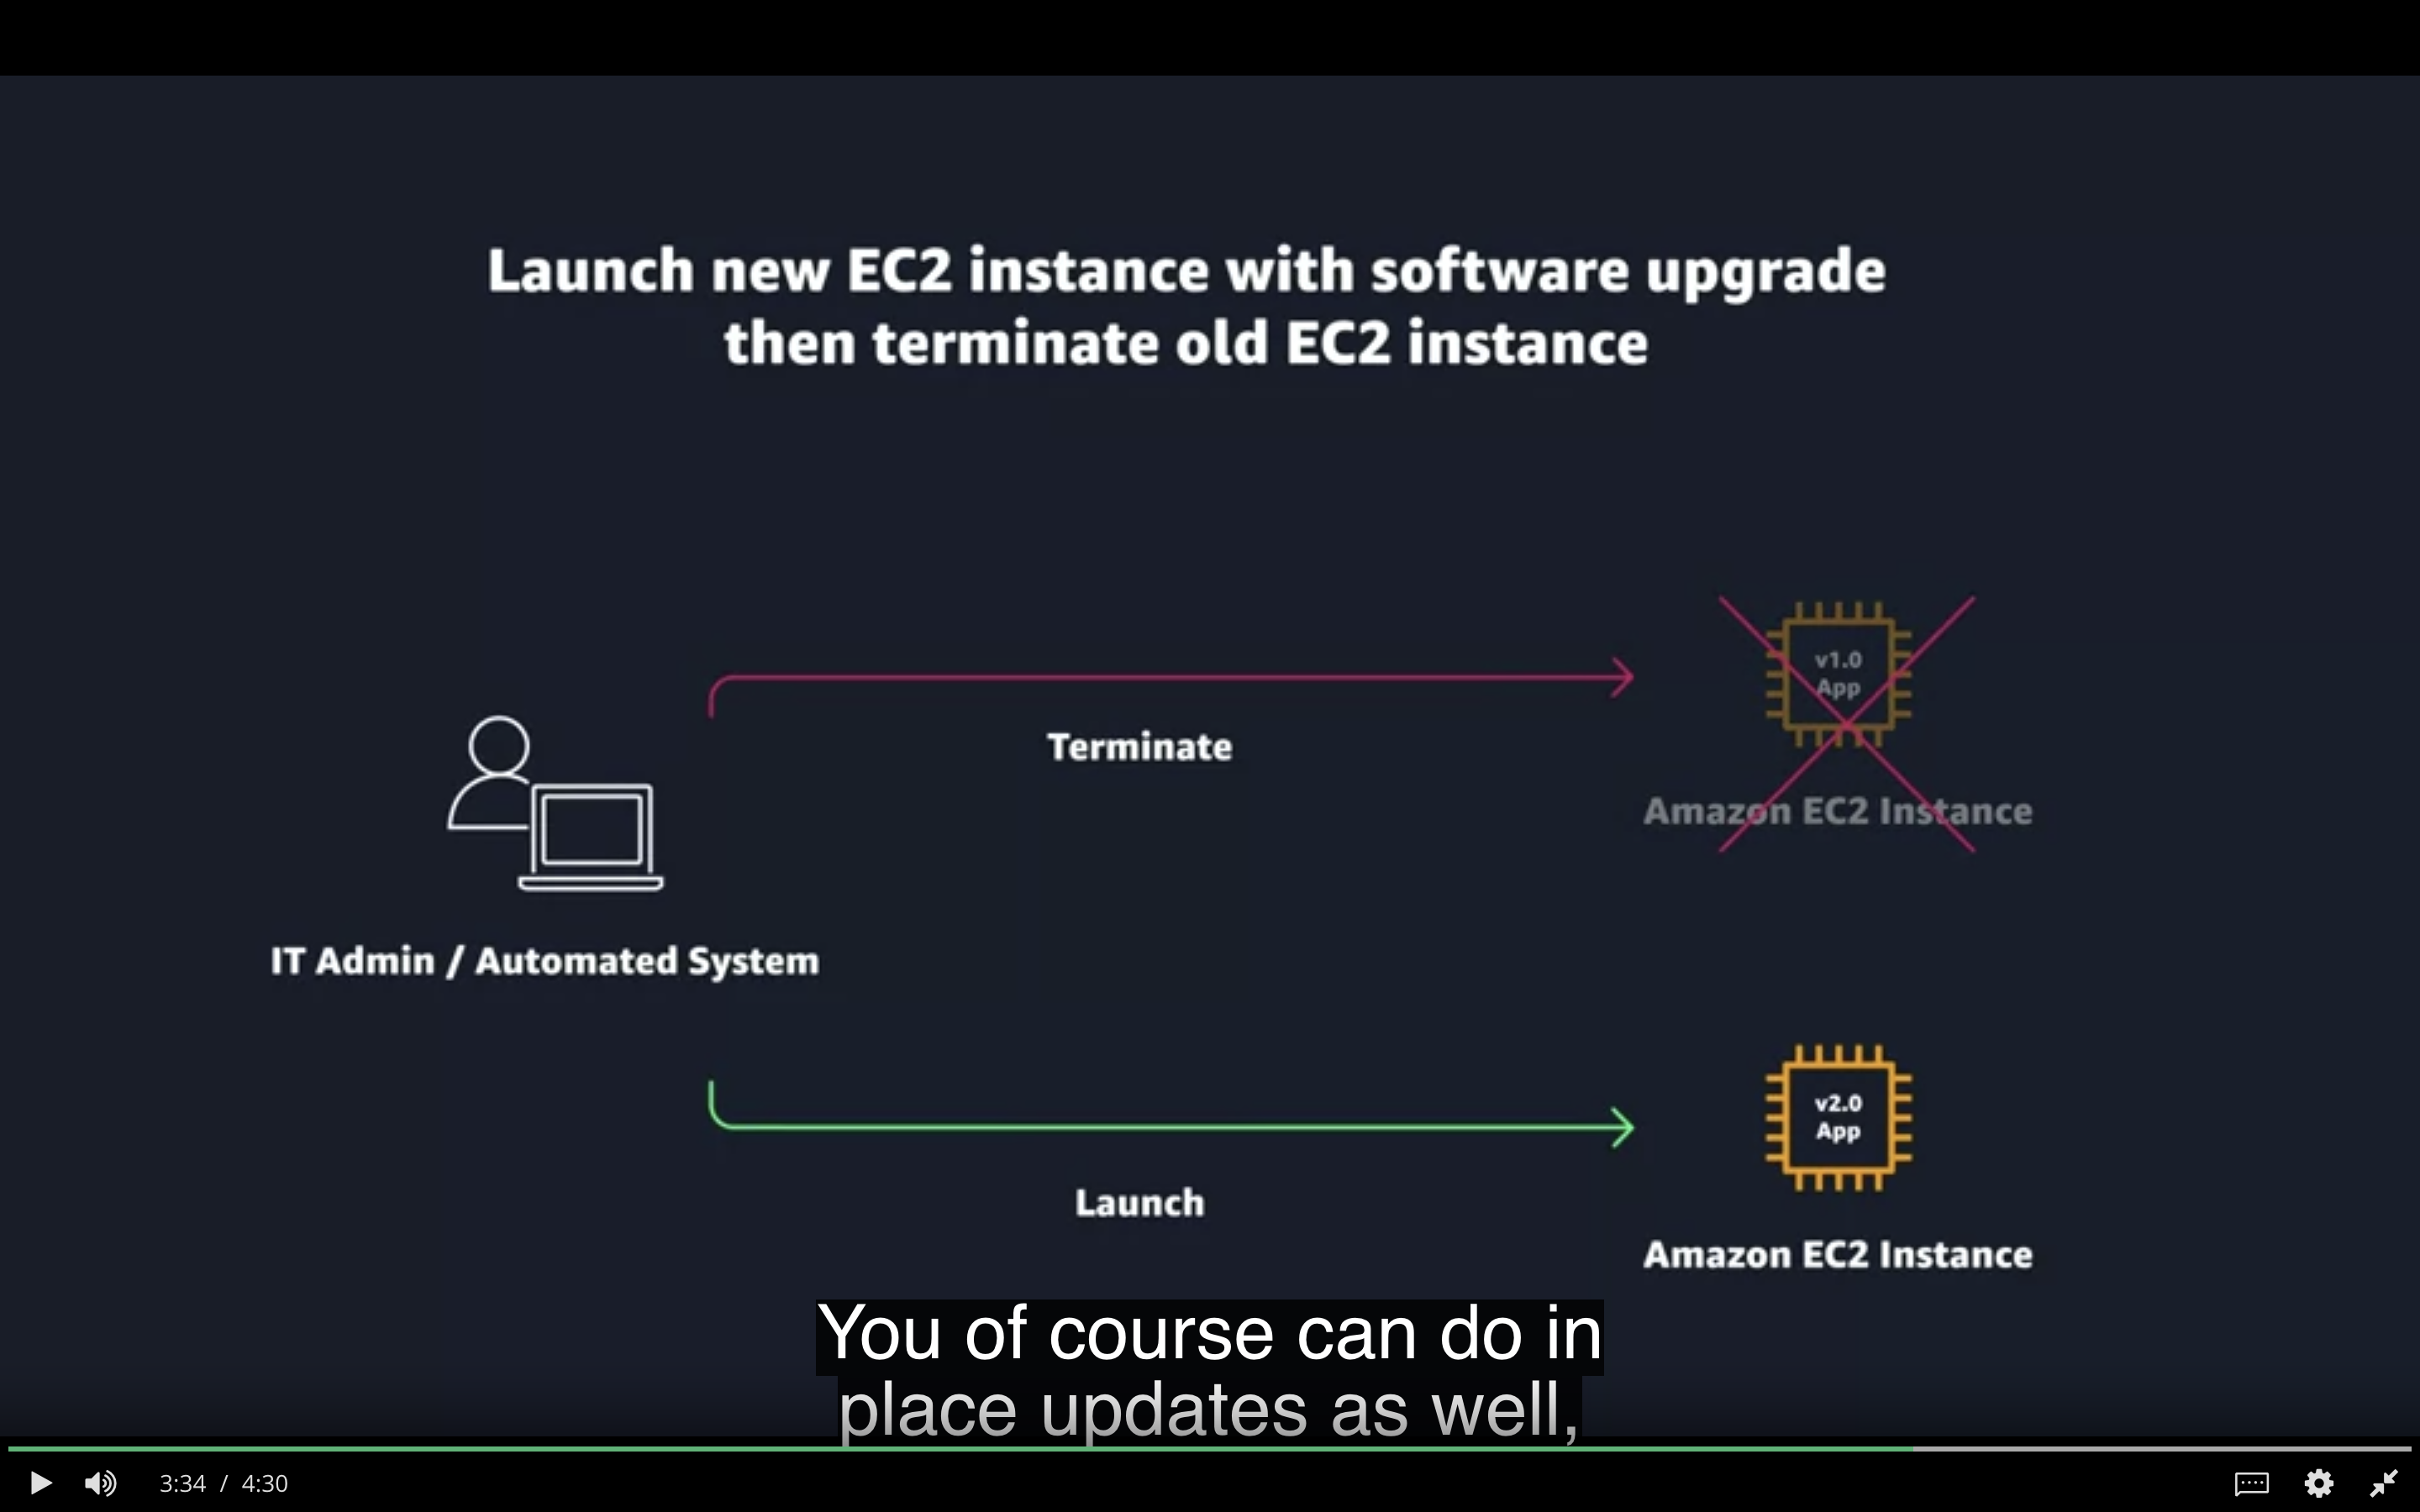 Launch new EC2 instance with software upgrade
then terminate old EC2 instance
v1.0
App
Terminate
Amazon EC2 Instance
IT Admin / Automated System
v2.0
App
Launch
Amazon EC2 Instance
You of course can do in
place updates as well,
3:34 / 4:30